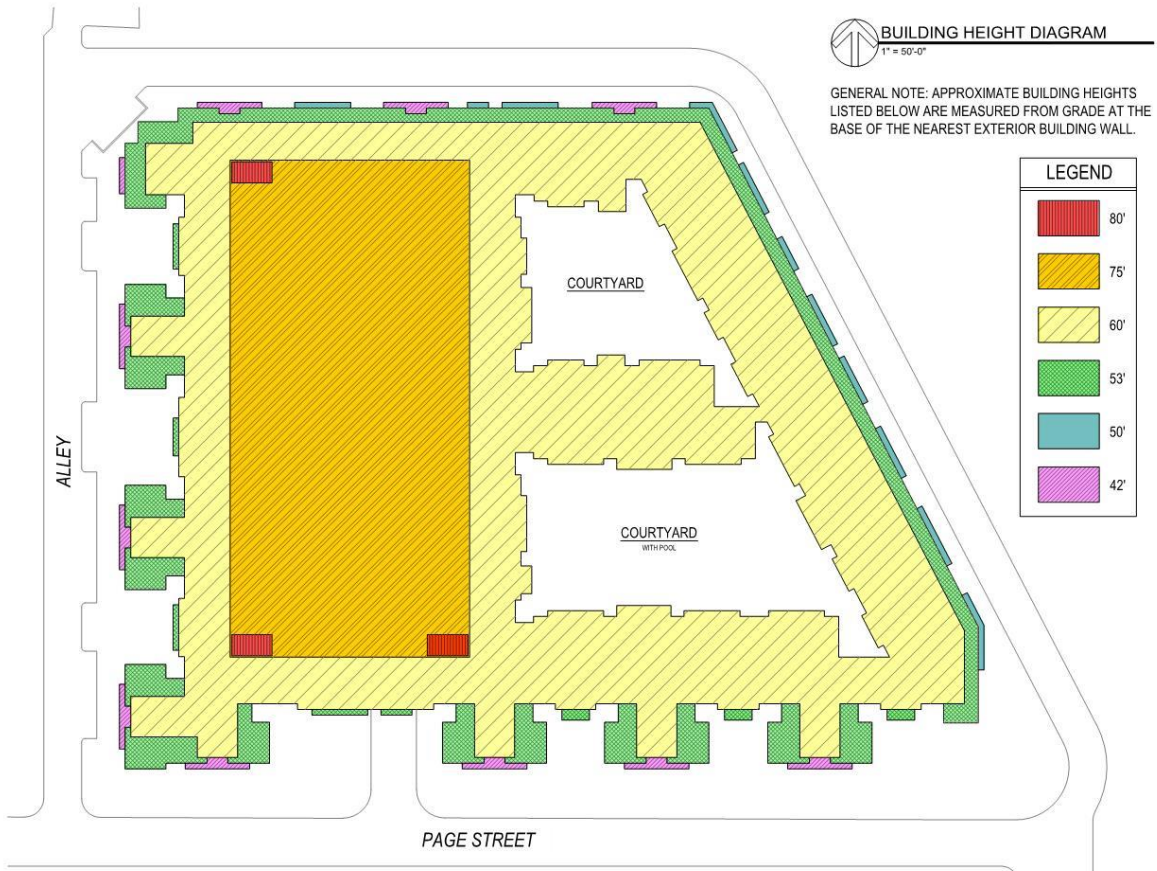 BUILDING HEIGHT DIAGRAM
1" = 50'-0"
GENERAL NOTE: APPROXIMATE BUILDING HEIGHTS
LISTED BELOW ARE MEASURED FROM GRADE AT THE
BASE OF THE NEAREST EXTERIOR BUILDING WALL.
LEGEND
80'
75'
60'
53'
50'
42'
COURTYARD
ALLEY
COURTYARD
WITH POOL
PAGE STREET